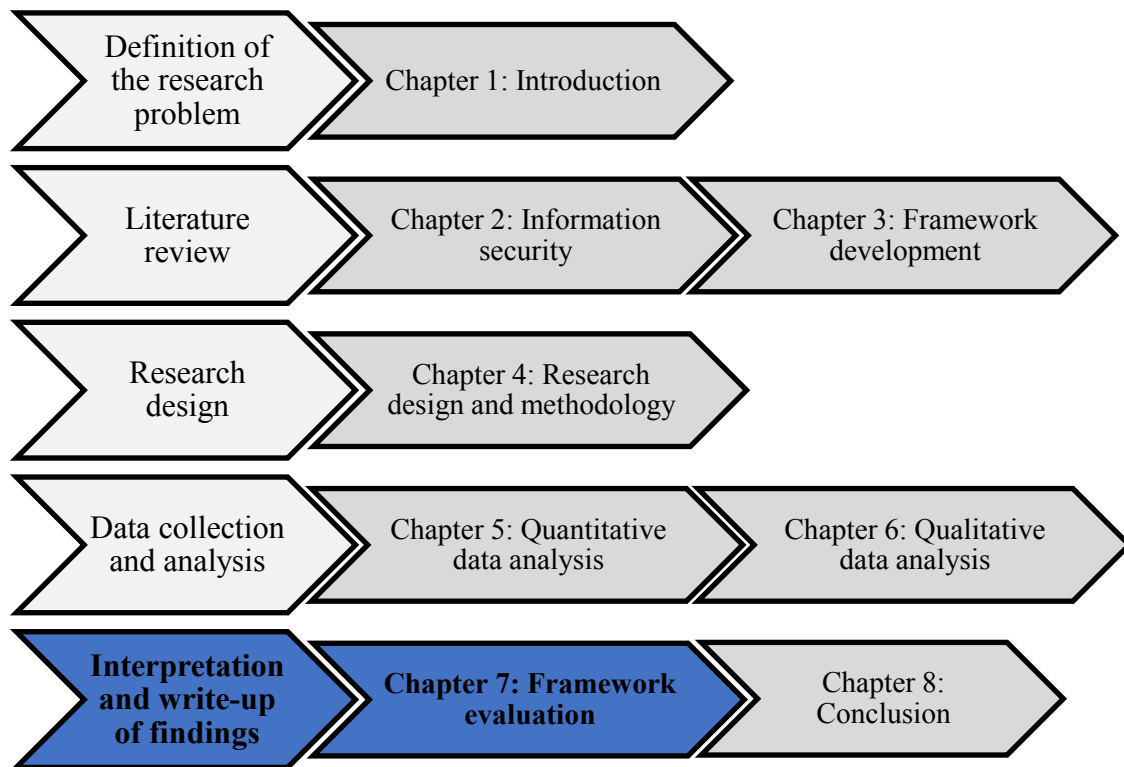 Definition of
the research
problem
Chapter 1: Introduction
Literature
review
Chapter 2: Information
security
Chapter 3: Framework
development
Research
design
Chapter 4: Research
design and methodology
Data collection
and analysis
Chapter 5: Quantitative
data analysis
Chapter 6: Qualitative
data analysis
Interpretation
and write-up
of findings
Chapter 7: Framework
evaluation
Chapter 8:
Conclusion